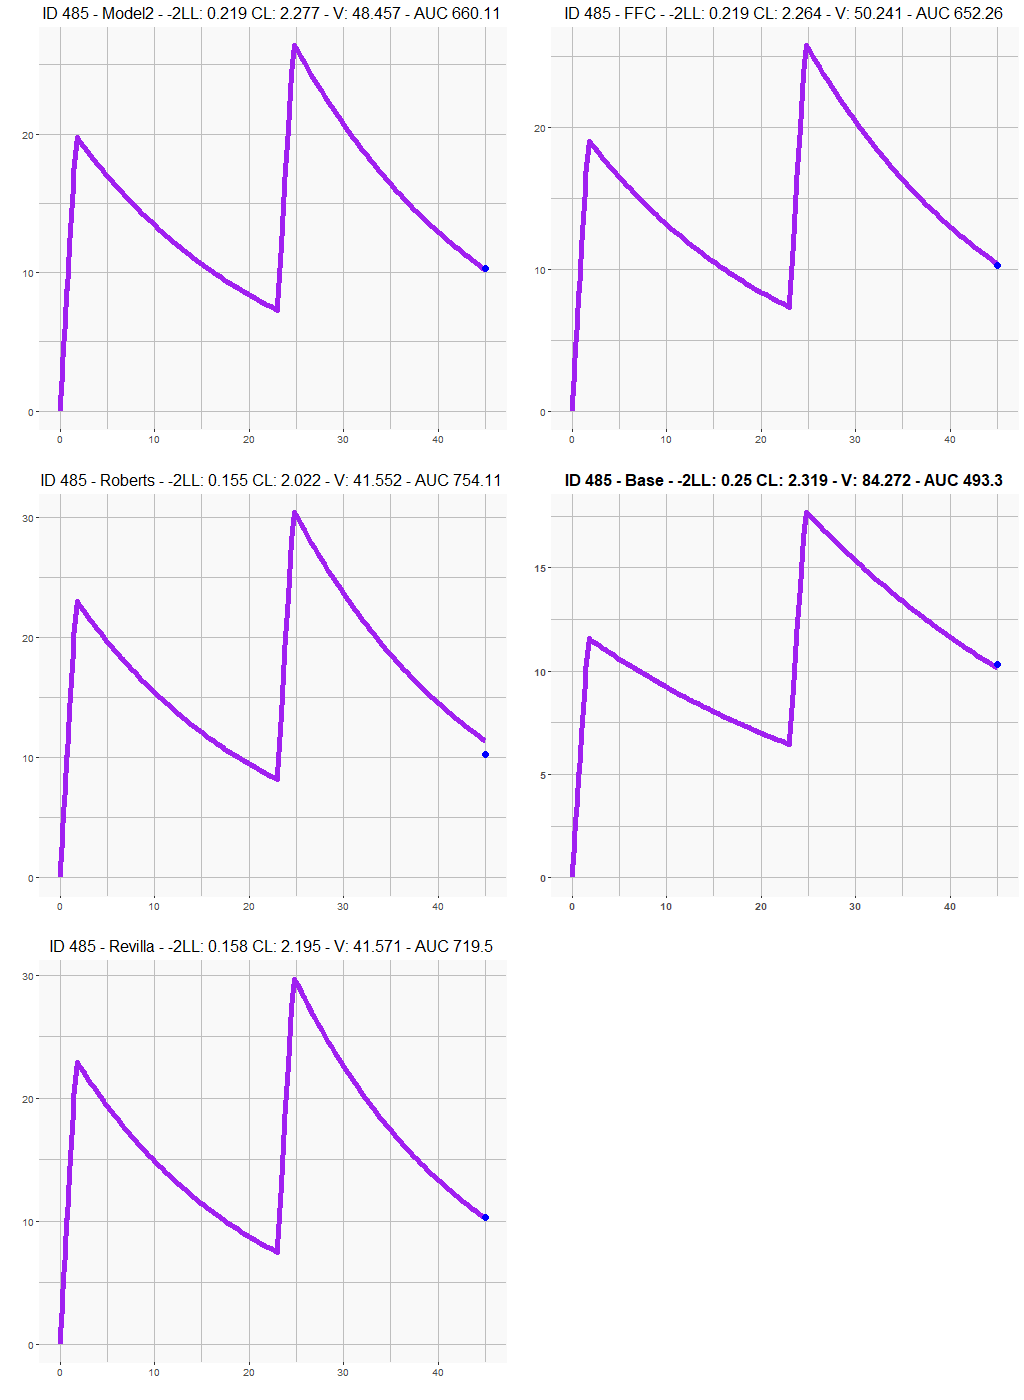 ID 485 - Model2 - -2LL: 0.219 CL: 2.277 - V: 48.457 - AUC 660.11
20
10
0
0 10 20 30 40
ID 485 - FFC - -2LL: 0.219 CL: 2.264 - V: 50.241 - AUC 652.26
20
10
0
0 10 20 30 40
ID 485 - Roberts - -2LL: 0.155 CL: 2.022 - V: 41.552 - AUC 754.11
30
20
10
0
0 10 20 30 40
ID 485 - Base - -2LL: 0.25 CL: 2.319 - V: 84.272 - AUC 493.3
15
10
5
0
0 10 20 30 40
ID 485 - Revilla - -2LL: 0.158 CL: 2.195 - V: 41.571 - AUC 719.5
30
20
10
0
0 10 20 30 40